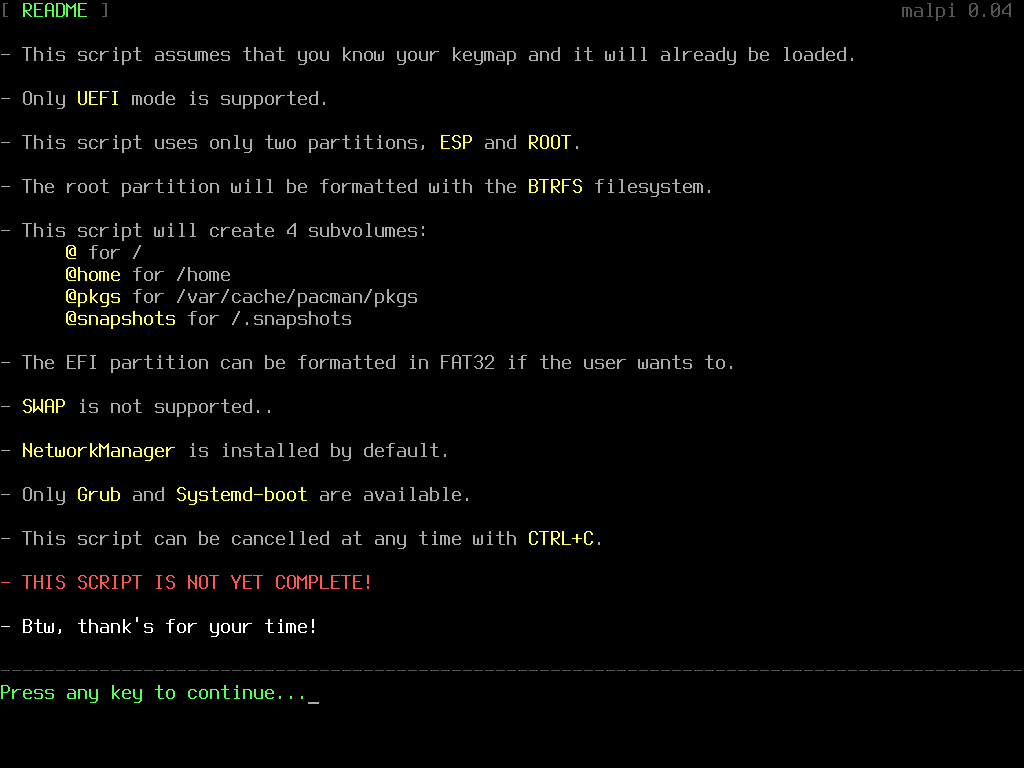 [ README ] malpi 0.04
- This script assumes that you know your keymap and it will already be loaded.
- Only UEFI mode is supported.
- This script uses only two partitions, ESP and ROOT.
- The root partition will be formatted with the BTRFS filesystem.
- This script will create 4 subvolumes:
@ for /
@home for /home
@pkgs for /var/cache/pacman/pkgs
@snapshots for /.snapshots
- The EFI partition can be formatted in FAT32 if the user wants to.
- SWAP is not supported..
- NetworkManager is installed by default.
- Only Grub and Systemd-boot are available.
- This script can be cancelled at any time with CTRL+C.
- THIS SCRIPT IS NOT YET COMPLETE!
- Btw, thank's for your time!
Press any key to continue..._